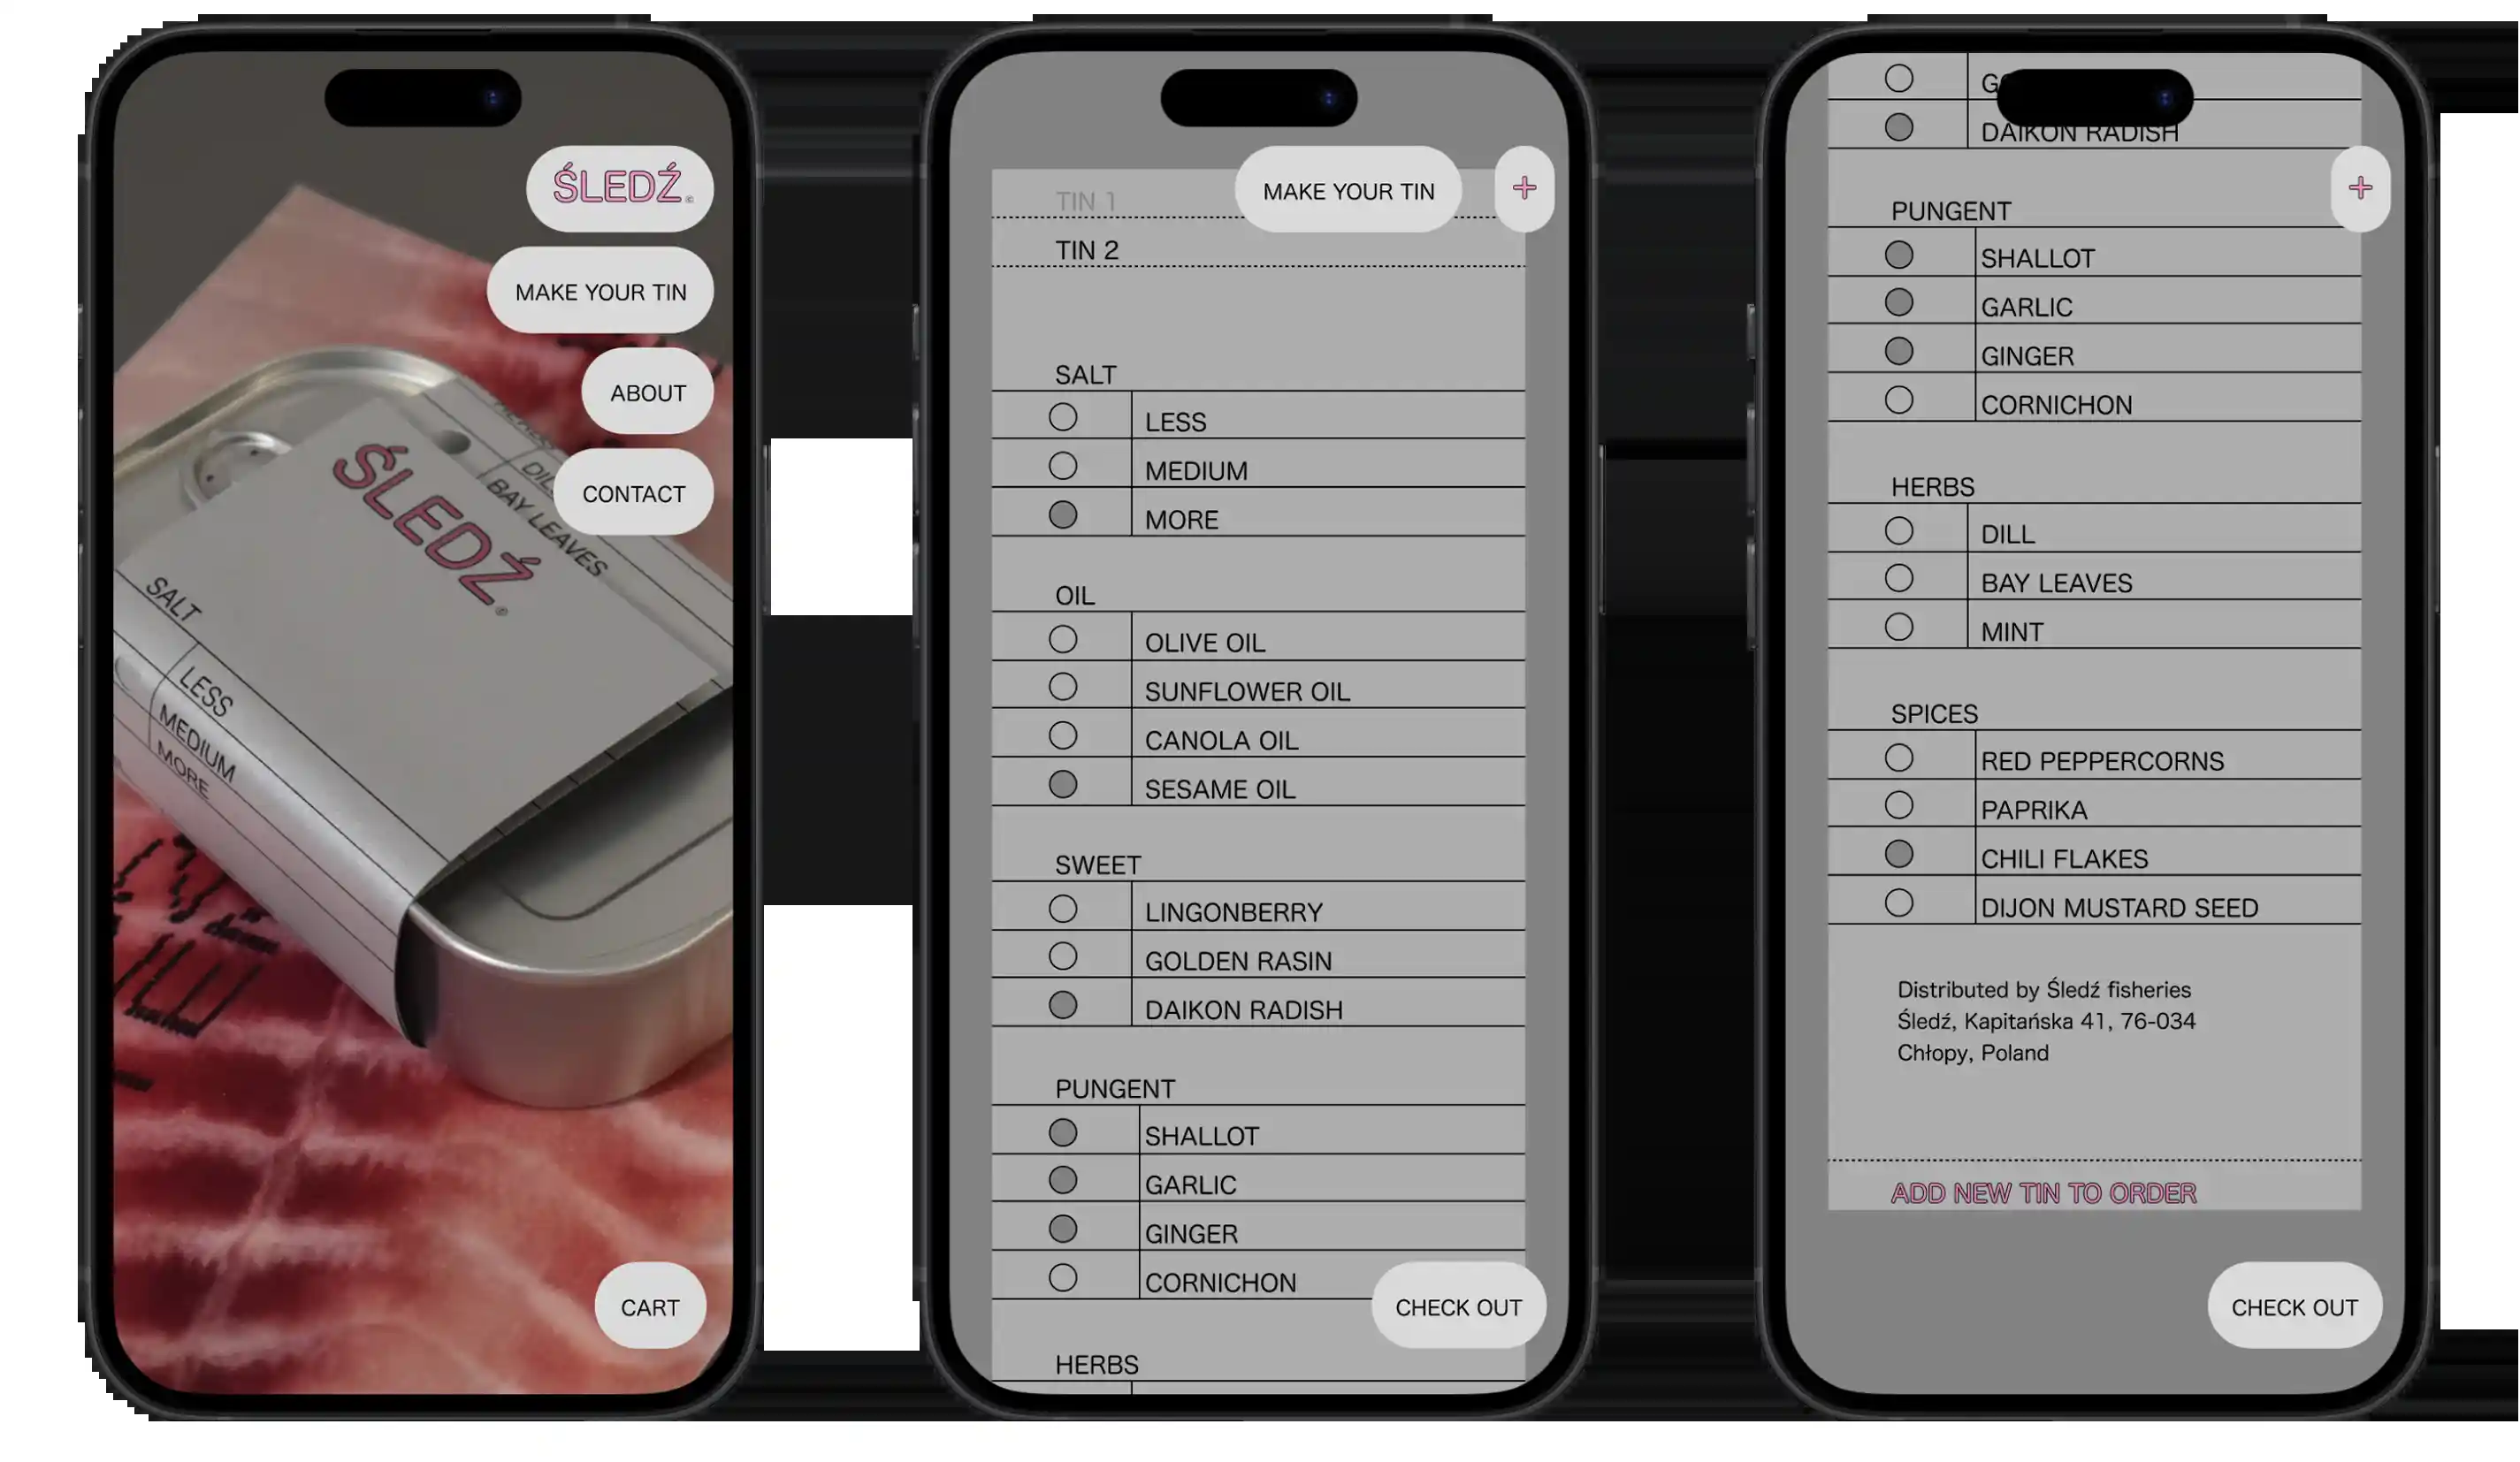 ŚLEDŹ©
MAKE YOUR TIN
ABOUT
CONTACT
DILL
BAY LEAVES
ŚLEDŹ©
SALT
LESS
MEDIUM
MORE
CART
TIN 1
MAKE YOUR TIN
+
TIN 2
SALT
LESS
MEDIUM
MORE
OIL
OLIVE OIL
SUNFLOWER OIL
CANOLA OIL
SESAME OIL
SWEET
LINGONBERRY
GOLDEN RASIN
DAIKON RADISH
PUNGENT
SHALLOT
GARLIC
GINGER
CORNICHON
CHECK OUT
HERBS
DAIKON RADISH
+
PUNGENT
SHALLOT
GARLIC
GINGER
CORNICHON
HERBS
DILL
BAY LEAVES
MINT
SPICES
RED PEPPERCORNS
PAPRIKA
CHILI FLAKES
DIJON MUSTARD SEED
Distributed by Śledź fisheries
Śledź, Kapitańska 41, 76-034
Chłopy, Poland
ADD NEW TIN TO ORDER
CHECK OUT